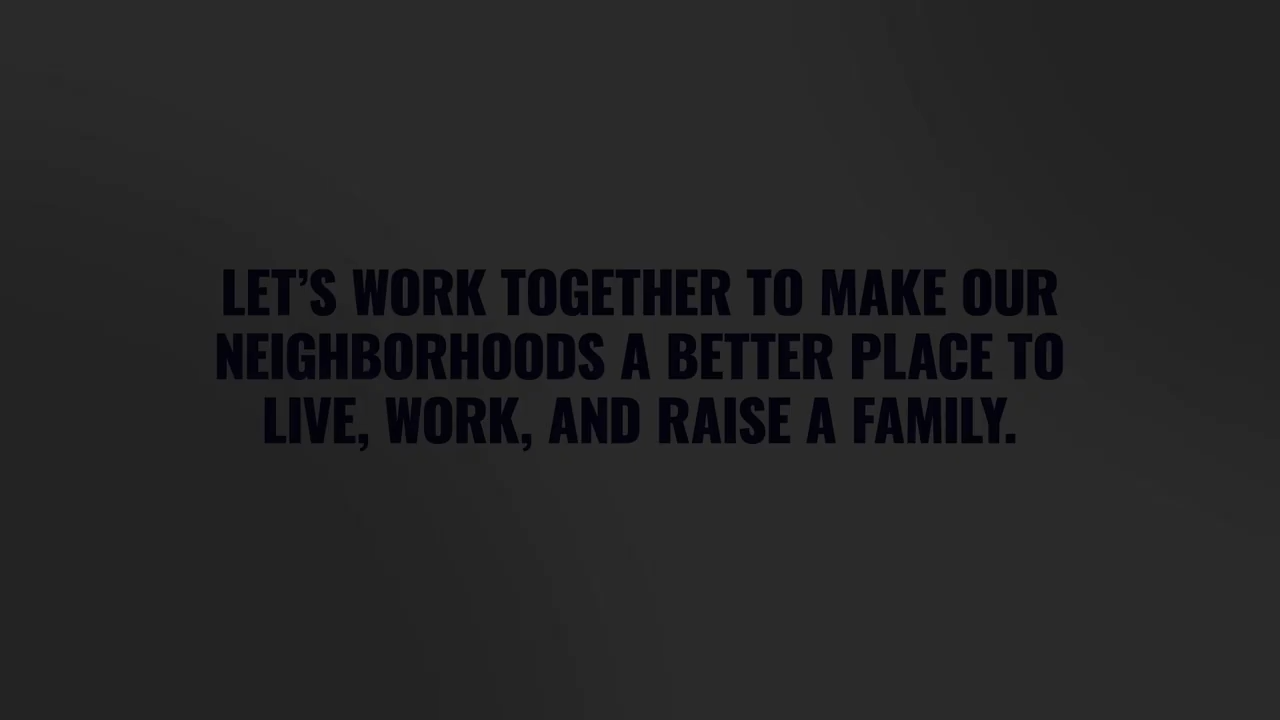 LET’S WORK TOGETHER TO MAKE OUR
NEIGHBORHOODS A BETTER PLACE TO
LIVE, WORK, AND RAISE A FAMILY.